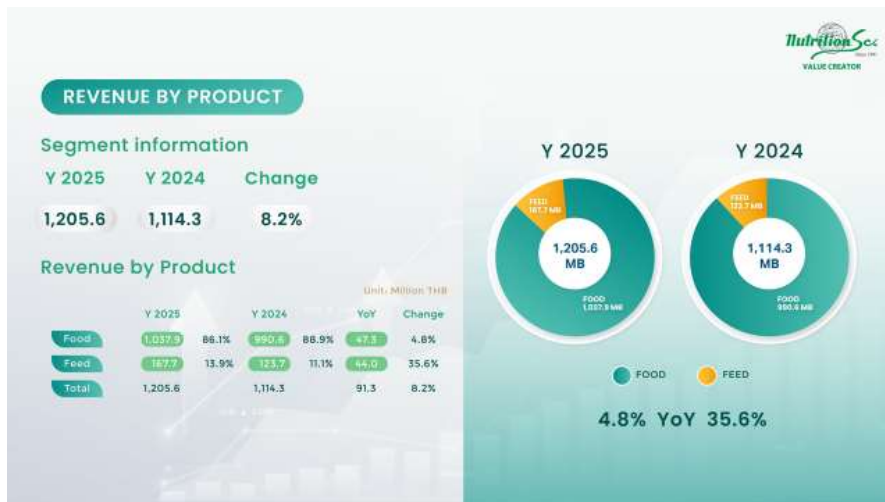 NutritionSc
VALUE CREATOR
REVENUE BY PRODUCT
Segment information
Y 2025 Y 2024 Change
1,205.6 1,114.3 8.2%
Revenue by Product
Unit: Million THB
Y 2025 Y 2024 YoY Change
Food 1,037.9 86.1% 990.6 88.9% 47.3 4.8%
Feed 167.7 13.9% 123.7 11.1% 44.0 35.6%
Total 1,205.6 1,114.3 91.3 8.2%
Y 2025
FEED
167.7 MB
1,205.6
MB
FOOD
1,037.9 MB
Y 2024
FEED
123.7 MB
1,114.3
MB
FOOD
990.6 MB
FOOD FEED
4.8% YoY 35.6%